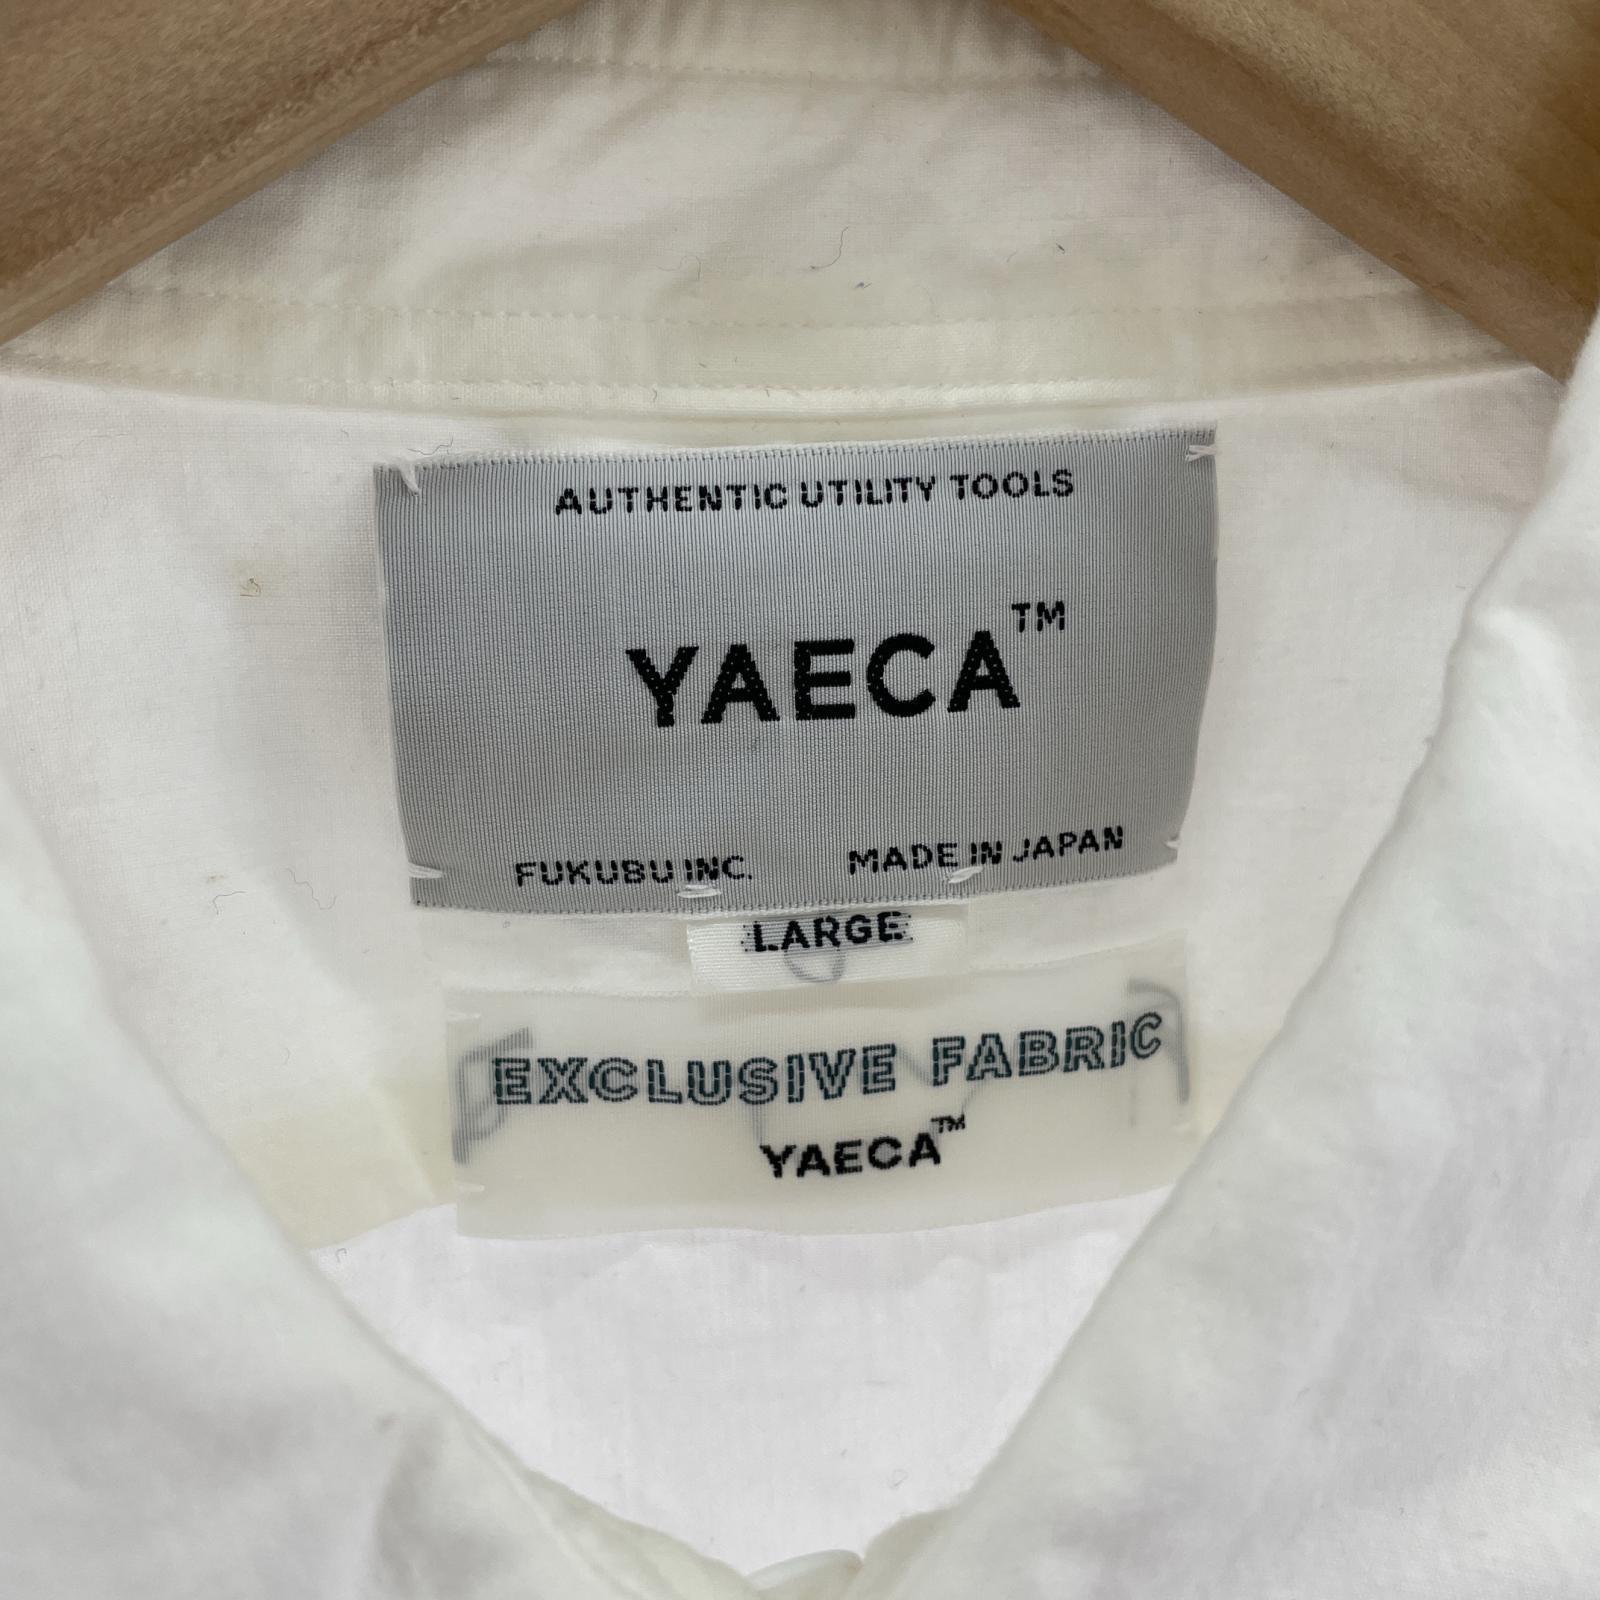 AUTHENTIC UTILITY TOOLS
YAECA™
FUKUBU INC. MADE IN JAPAN
LARGE
EXCLUSIVE FABRIC
YAECA™